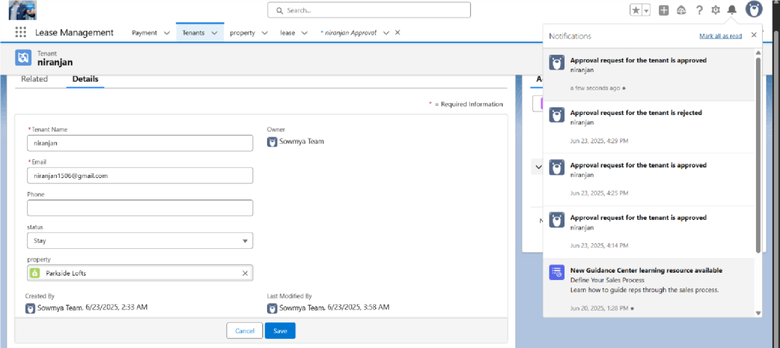 Search...
Lease Management
Payment
Tenants
property
lease
* niranjan Approval
Tenant
niranjan
Related
Details
* = Required Information
*Tenant Name
niranjan
Owner
Sowmya Team
*Email
niranjan1506@gmail.com
Phone
status
Stay
property
Parkside Lofts
Created By
Sowmya Team, 6/23/2025, 2:33 AM
Last Modified By
Sowmya Team, 6/23/2025, 3:58 AM
Cancel
Save
Notifications
Mark all as read
Approval request for the tenant is approved
niranjan
a few seconds ago
Approval request for the tenant is rejected
niranjan
Jun 23, 2025, 4:29 PM
Approval request for the tenant is approved
niranjan
Jun 23, 2025, 4:25 PM
Approval request for the tenant is approved
niranjan
Jun 23, 2025, 4:14 PM
New Guidance Center learning resource available
Define Your Sales Process
Learn how to guide reps through the sales process.
Jun 20, 2025, 1:28 PM